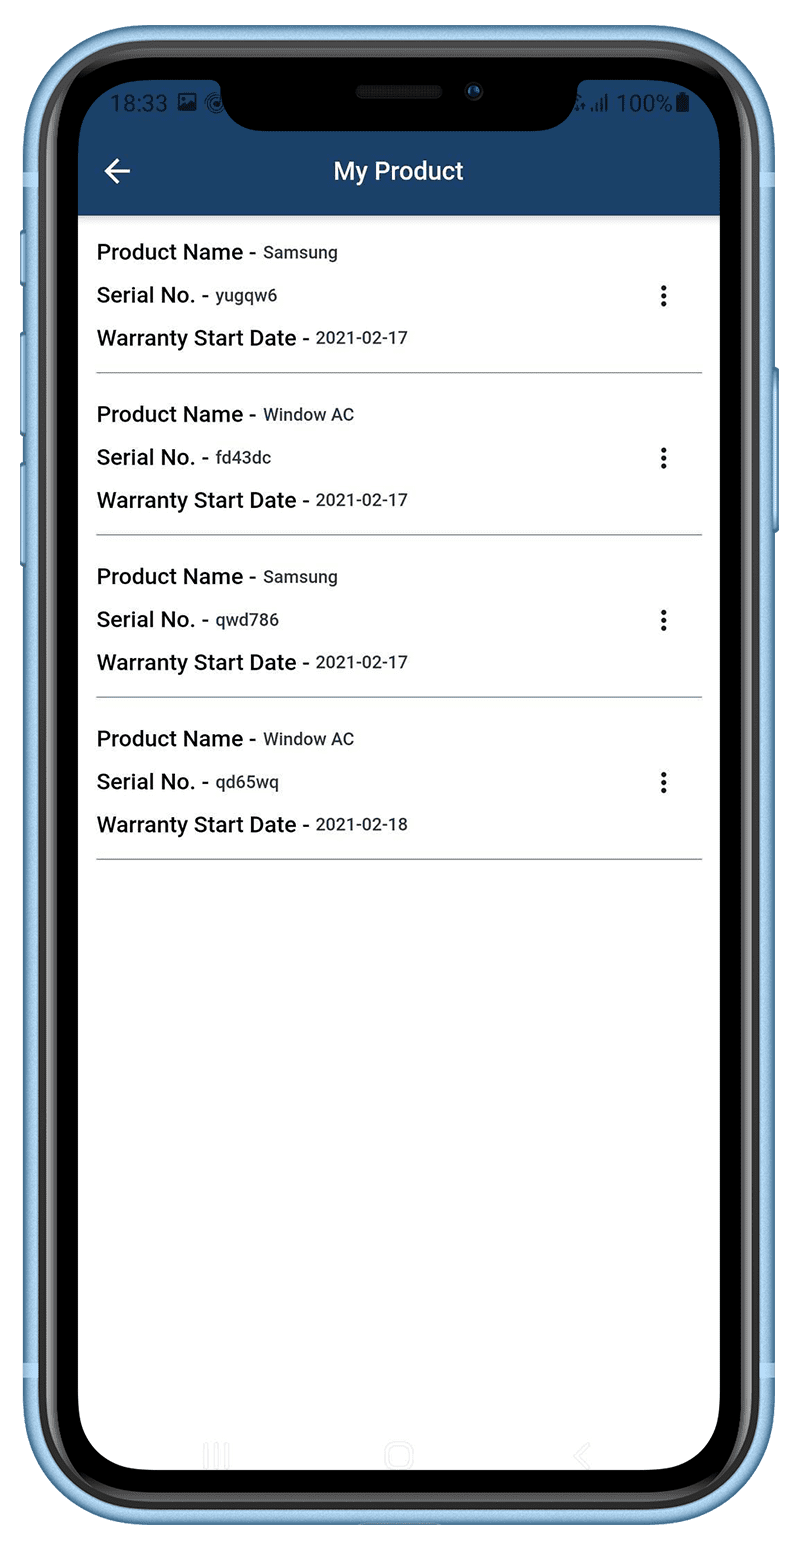 18:33 100%
My Product
Product Name - Samsung
Serial No. - yugqw6
Warranty Start Date - 2021-02-17
Product Name - Window AC
Serial No. - fd43dc
Warranty Start Date - 2021-02-17
Product Name - Samsung
Serial No. - qwd786
Warranty Start Date - 2021-02-17
Product Name - Window AC
Serial No. - qd65wq
Warranty Start Date - 2021-02-18